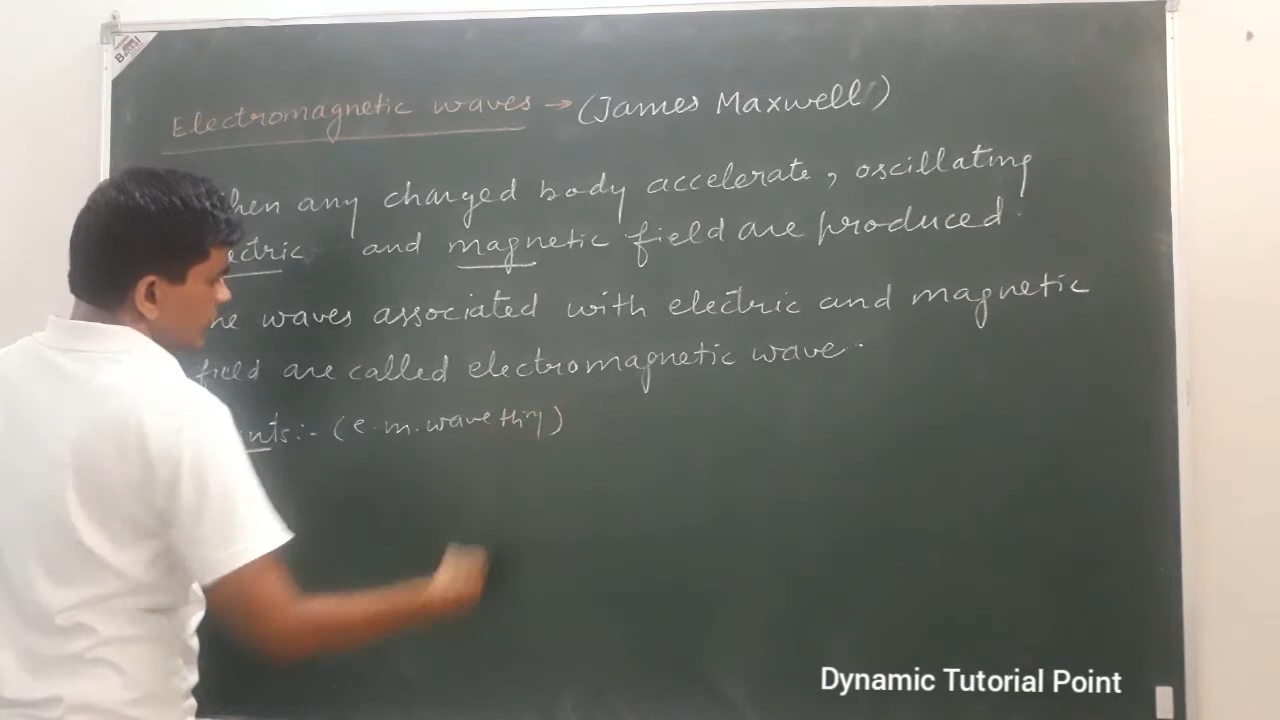 Electromagnetic waves → (James Maxwell)
any charged body accelerate, oscillating
and magnetic field are produced.
waves associated with electric and magnetic
field are called electromagnetic wave.
:- (e.m. wave
Dynamic Tutorial Point